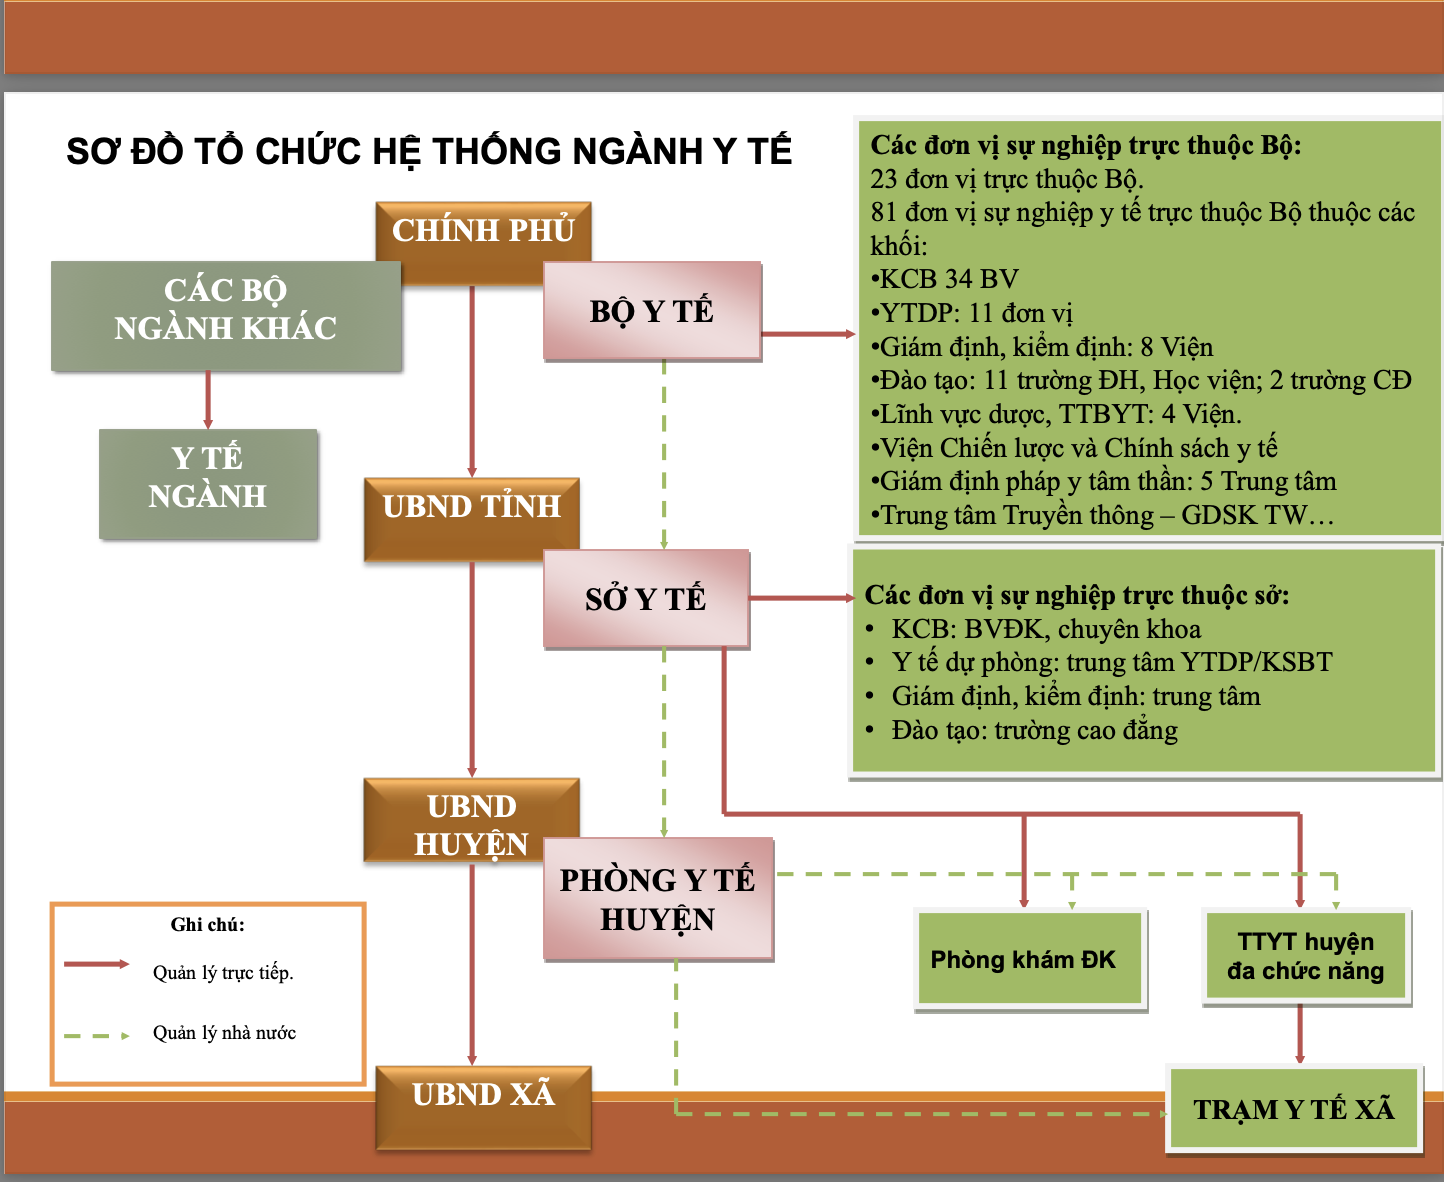 SƠ ĐỒ TỔ CHỨC HỆ THỐNG NGÀNH Y TẾ
CHÍNH PHỦ
CÁC BỘ
NGÀNH KHÁC
BỘ Y TẾ
Các đơn vị sự nghiệp trực thuộc Bộ:
23 đơn vị trực thuộc Bộ.
81 đơn vị sự nghiệp y tế trực thuộc Bộ thuộc các
khối:
•KCB 34 BV
•YTDP: 11 đơn vị
•Giám định, kiểm định: 8 Viện
•Đào tạo: 11 trường ĐH, Học viện; 2 trường CĐ
•Lĩnh vực dược, TTBYT: 4 Viện.
•Viện Chiến lược và Chính sách y tế
•Giám định pháp y tâm thần: 5 Trung tâm
•Trung tâm Truyền thông – GDSK TW…
Y TẾ
NGÀNH
UBND TỈNH
SỞ Y TẾ
Các đơn vị sự nghiệp trực thuộc sở:
• KCB: BVĐK, chuyên khoa
• Y tế dự phòng: trung tâm YTDP/KSBT
• Giám định, kiểm định: trung tâm
• Đào tạo: trường cao đẳng
UBND
HUYỆN
PHÒNG Y TẾ
HUYỆN
Phòng khám ĐK
TTYT huyện
đa chức năng
Ghi chú:
Quản lý trực tiếp.
Quản lý nhà nước
UBND XÃ
TRẠM Y TẾ XÃ